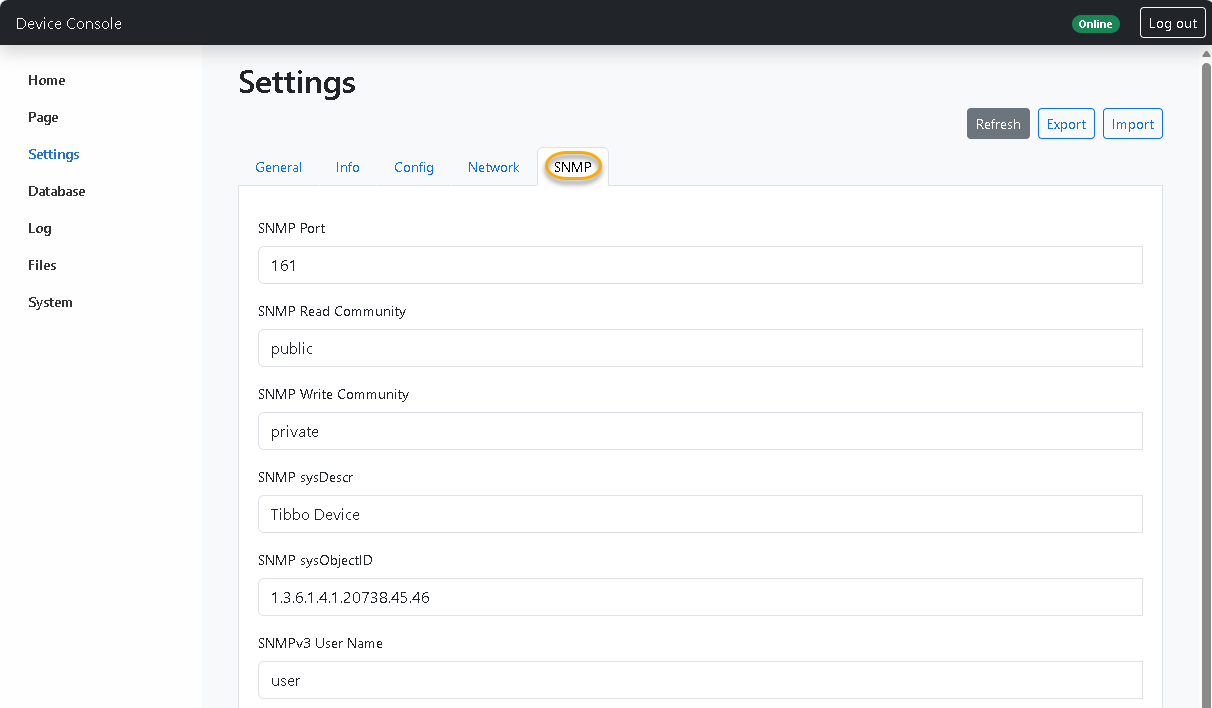 Device Console
Online
Log out
Home
Page
Settings
Database
Log
Files
System
Settings
Refresh
Export
Import
General
Info
Config
Network
SNMP
SNMP Port
161
SNMP Read Community
public
SNMP Write Community
private
SNMP sysDescr
Tibbo Device
SNMP sysObjectID
1.3.6.1.4.1.20738.45.46
SNMPv3 User Name
user